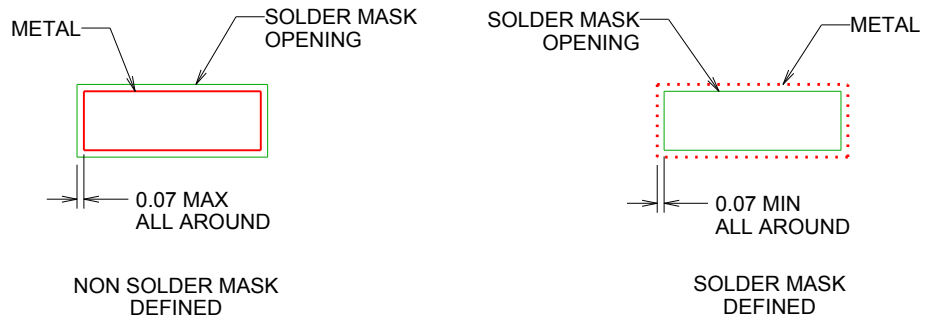 METAL
SOLDER MASK
OPENING
0.07 MAX
ALL AROUND
NON SOLDER MASK
DEFINED
SOLDER MASK
OPENING
METAL
0.07 MIN
ALL AROUND
SOLDER MASK
DEFINED